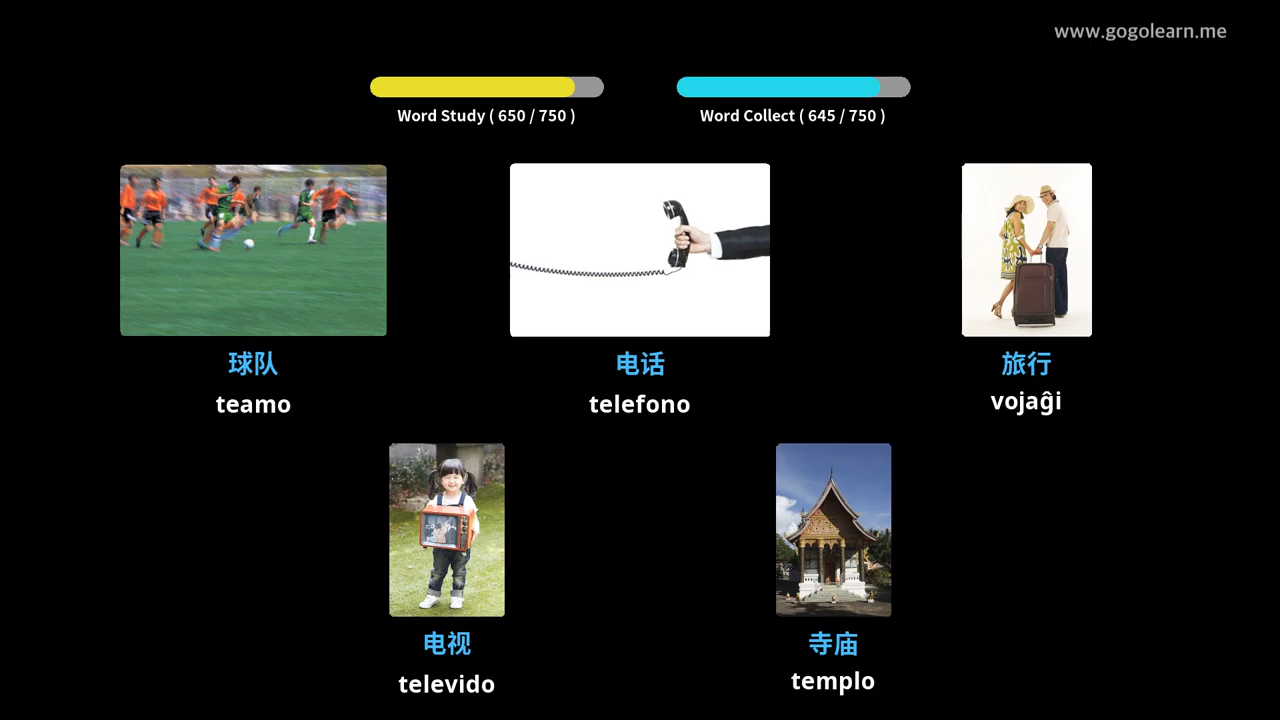 www.gogolearn.me
Word Study ( 650 / 750 )
Word Collect ( 645 / 750 )
球队
电话
旅行
teamo
telefono
vojaĝi
电视
寺庙
televido
templo